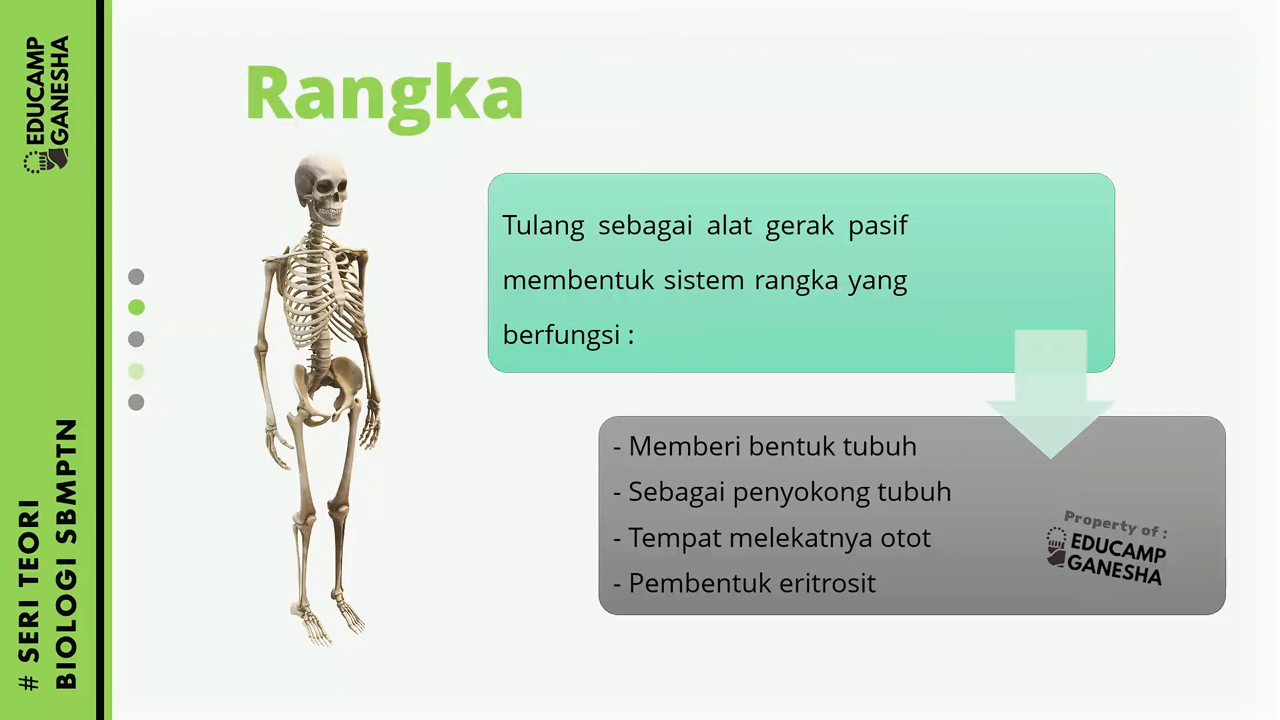 EDUCAMP
GANESHA
# SERI TEORI
BIOLOGI SBMPTN
Rangka
Tulang sebagai alat gerak pasif
membentuk sistem rangka yang
berfungsi :
- Memberi bentuk tubuh
- Sebagai penyokong tubuh
- Tempat melekatnya otot
- Pembentuk eritrosit
Property of :
EDUCAMP
GANESHA